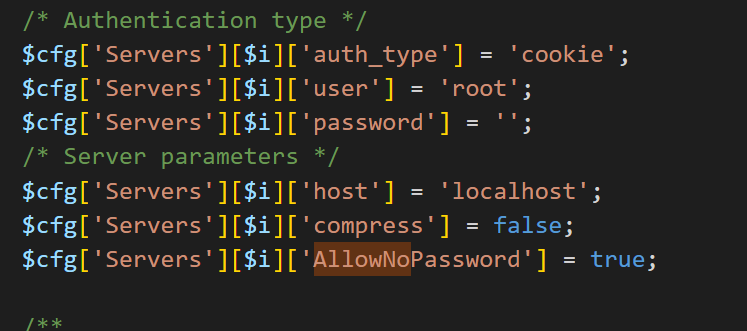 /* Authentication type */
$cfg['Servers'][$i]['auth_type'] = 'cookie';
$cfg['Servers'][$i]['user'] = 'root';
$cfg['Servers'][$i]['password'] = '';
/* Server parameters */
$cfg['Servers'][$i]['host'] = 'localhost';
$cfg['Servers'][$i]['compress'] = false;
$cfg['Servers'][$i]['AllowNoPassword'] = true;
/**